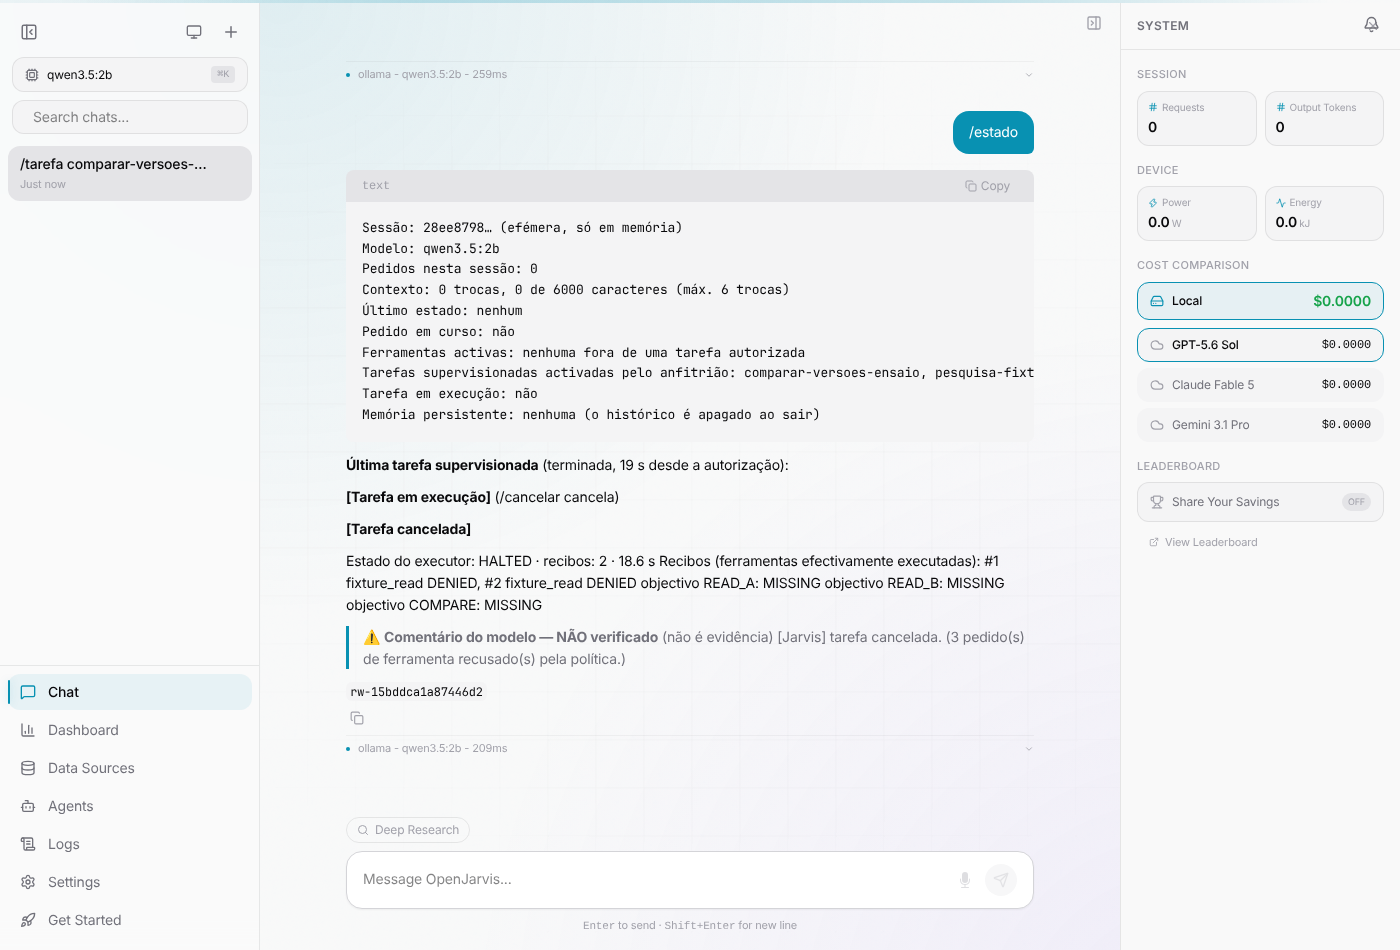 qwen3.5:2b
⌘K
Search chats...
/tarefa comparar-versoes-...
Just now
Chat
Dashboard
Data Sources
Agents
Logs
Settings
Get Started
ollama - qwen3.5:2b - 259ms
/estado
text
Copy
Sessão: 28ee8798… (efémera, só em memória)
Modelo: qwen3.5:2b
Pedidos nesta sessão: 0
Contexto: 0 trocas, 0 de 6000 caracteres (máx. 6 trocas)
Último estado: nenhum
Pedido em curso: não
Ferramentas activas: nenhuma fora de uma tarefa autorizada
Tarefas supervisionadas activadas pelo anfitrião: comparar-versoes-ensaio, pesquisa-fixt
Tarefa em execução: não
Memória persistente: nenhuma (o histórico é apagado ao sair)
Última tarefa supervisionada (terminada, 19 s desde a autorização):
[Tarefa em execução] (/cancelar cancela)
[Tarefa cancelada]
Estado do executor: HALTED · recibos: 2 · 18.6 s Recibos (ferramentas efectivamente executadas): #1
fixture_read DENIED, #2 fixture_read DENIED objectivo READ_A: MISSING objectivo READ_B: MISSING
objectivo COMPARE: MISSING
⚠️ Comentário do modelo — NÃO verificado (não é evidência) [Jarvis] tarefa cancelada. (3 pedido(s)
de ferramenta recusado(s) pela política.)
rw-15bddca1a87446d2
ollama - qwen3.5:2b - 209ms
Deep Research
Message OpenJarvis...
Enter to send · Shift+Enter for new line
SYSTEM
SESSION
Requests
0
Output Tokens
0
DEVICE
Power
0.0 W
Energy
0.0 kJ
COST COMPARISON
Local $0.0000
GPT-5.6 Sol $0.0000
Claude Fable 5 $0.0000
Gemini 3.1 Pro $0.0000
LEADERBOARD
Share Your Savings OFF
View Leaderboard